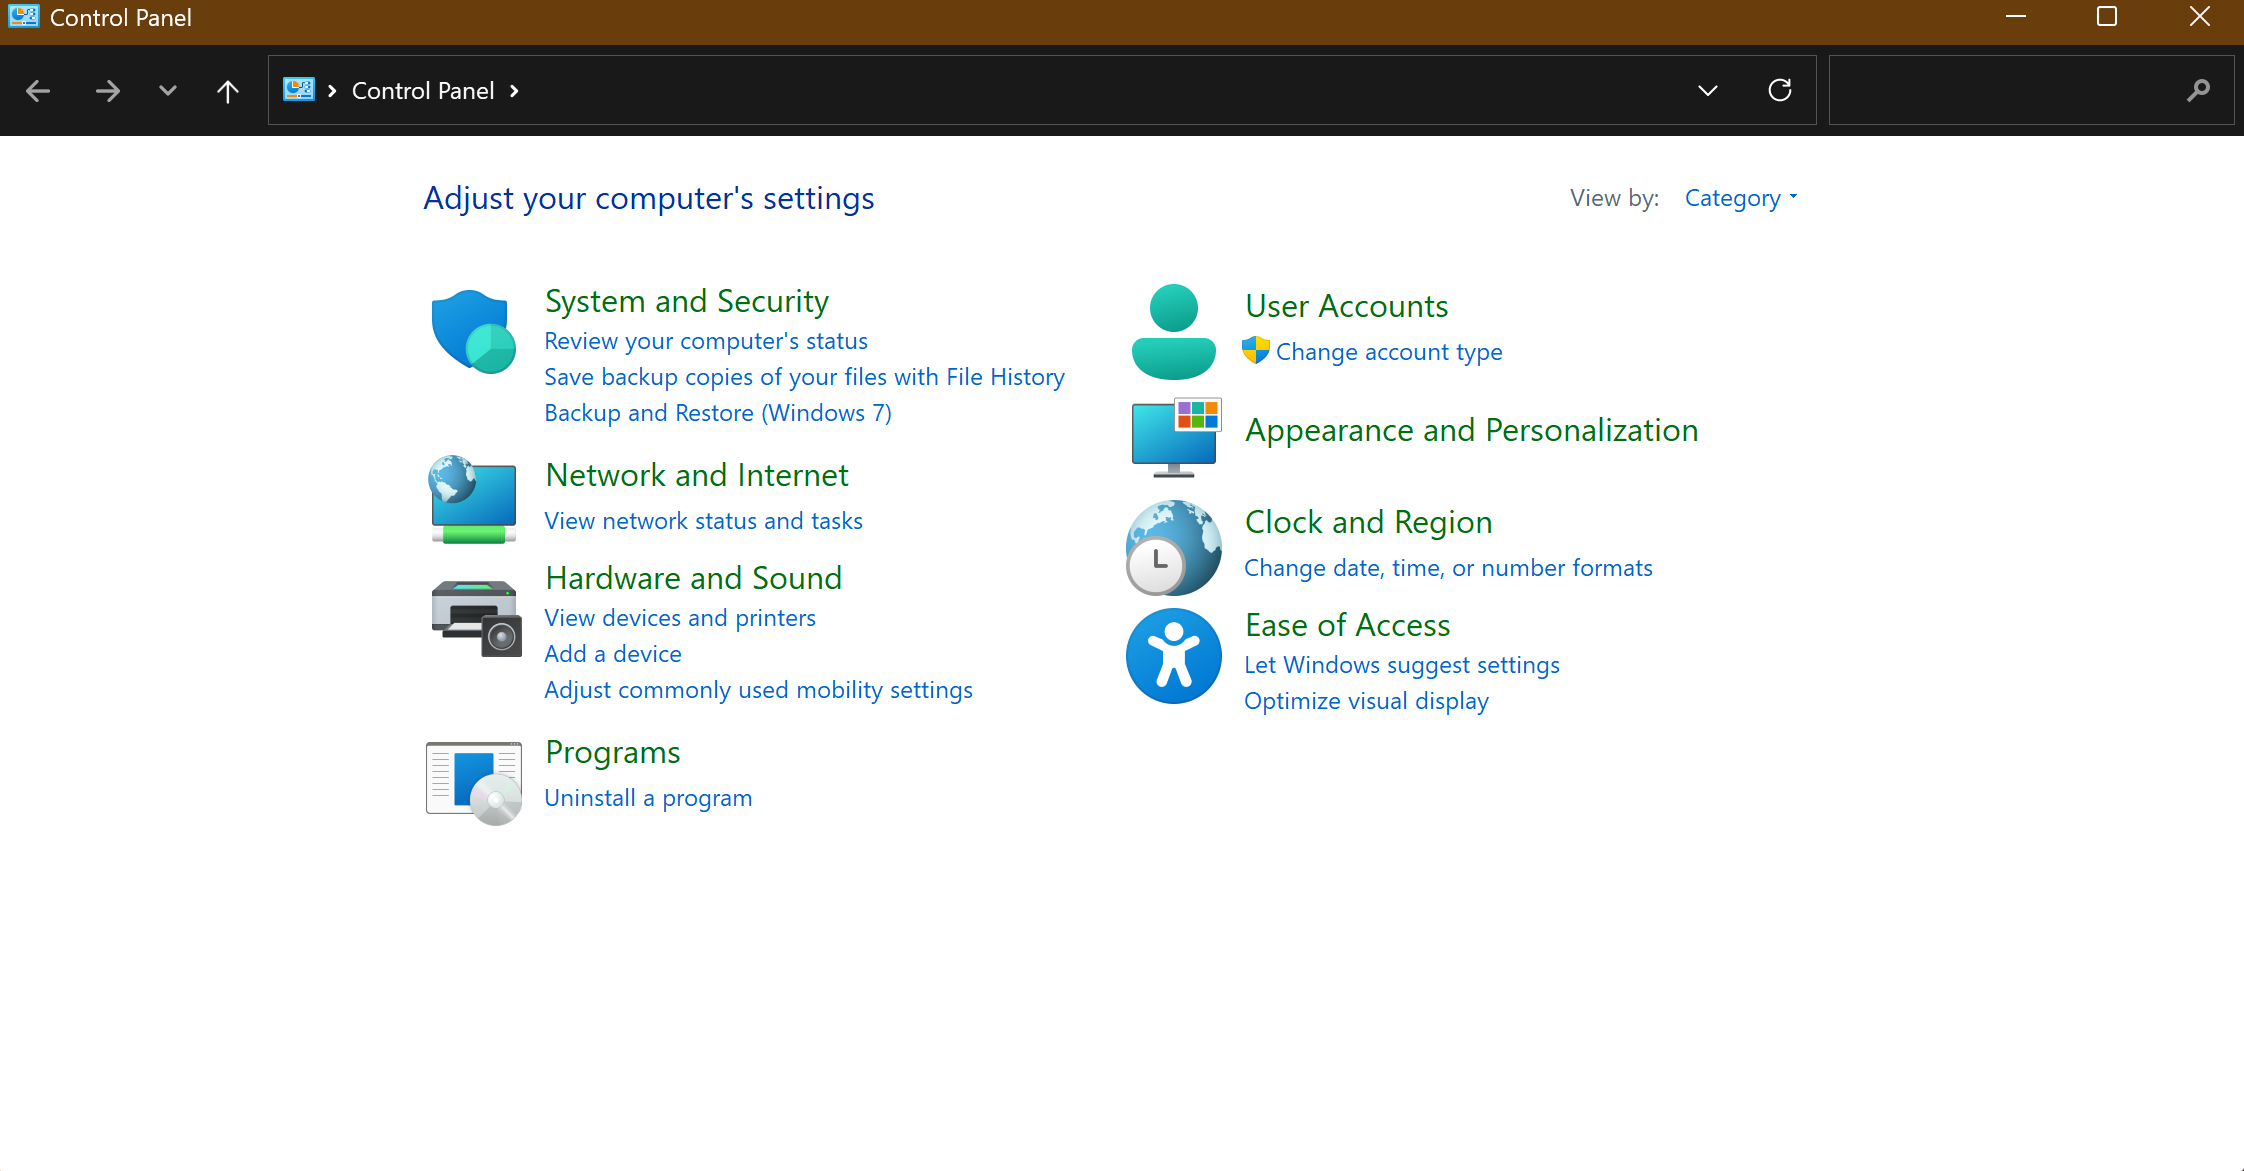 Control Panel
Control Panel
Adjust your computer's settings
View by: Category
System and Security
Review your computer's status
Save backup copies of your files with File History
Backup and Restore (Windows 7)
Network and Internet
View network status and tasks
Hardware and Sound
View devices and printers
Add a device
Adjust commonly used mobility settings
Programs
Uninstall a program
User Accounts
Change account type
Appearance and Personalization
Clock and Region
Change date, time, or number formats
Ease of Access
Let Windows suggest settings
Optimize visual display